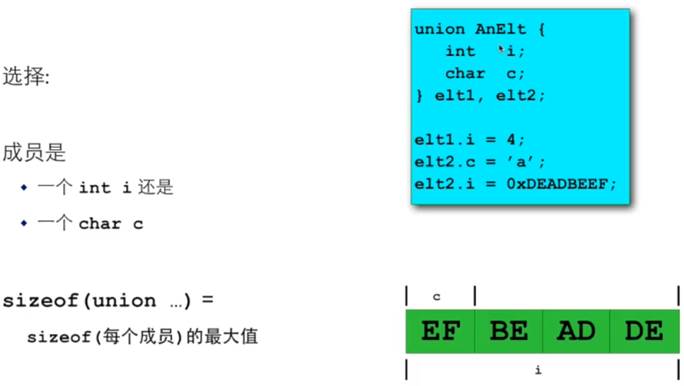 选择:
成员是
一个 int i 还是
一个 char c
sizeof(union …) =
sizeof(每个成员)的最大值
union AnElt {
int i;
char c;
} elt1, elt2;
elt1.i = 4;
elt2.c = ’a’;
elt2.i = 0xDEADBEEF;
c
EF BE AD DE
i